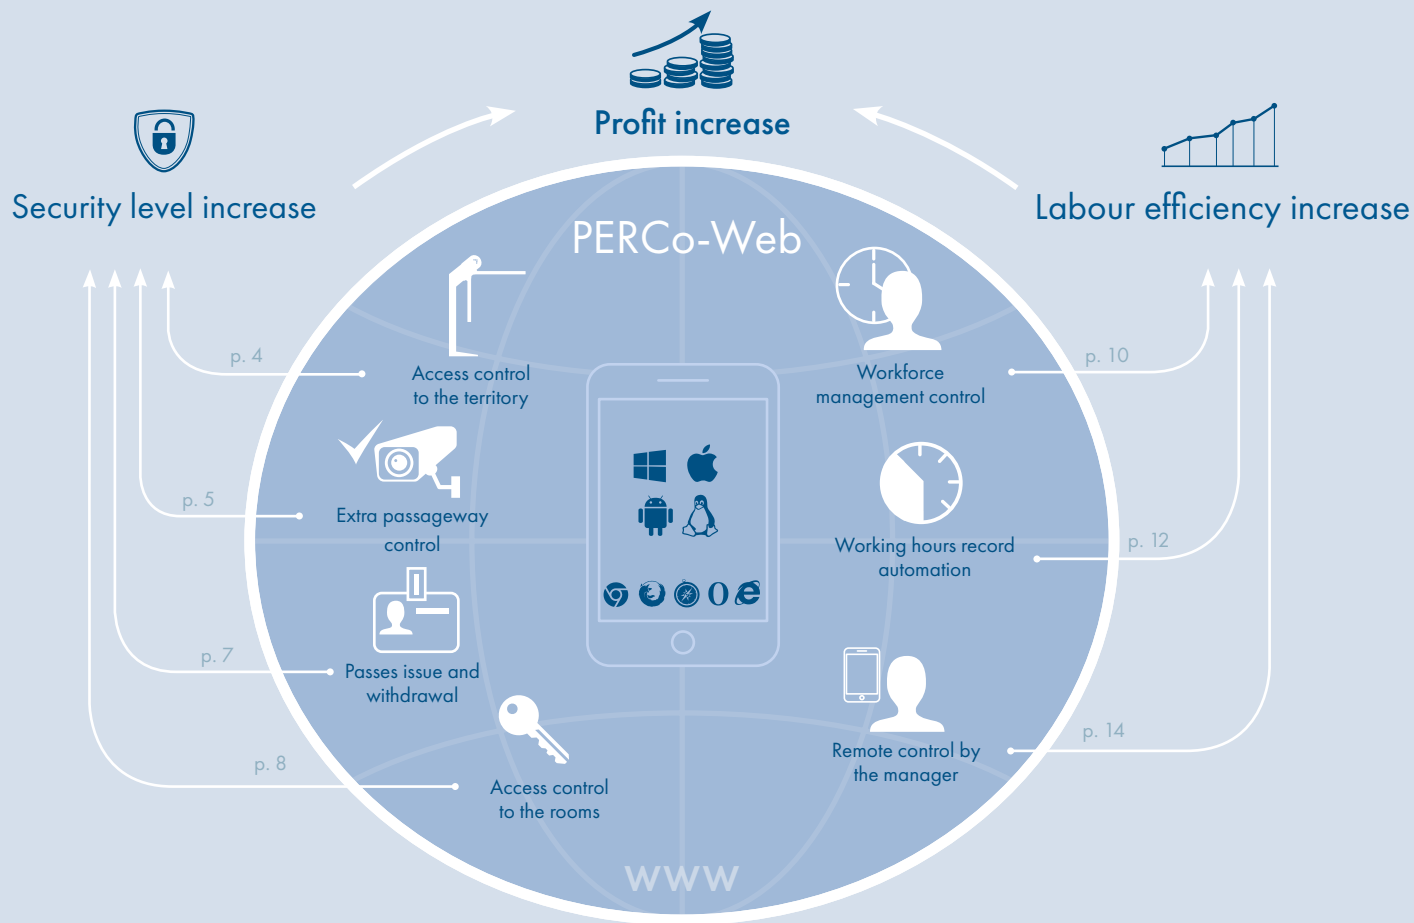 Profit increase
Security level increase
Labour efficiency increase
PERCo-Web
p. 4
Access control
to the territory
p. 5
Extra passageway
control
p. 7
Passes issue and
withdrawal
p. 8
Access control
to the rooms
Workforce
management control
p. 10
Working hours record
automation
p. 12
Remote control by
the manager
p. 14
www